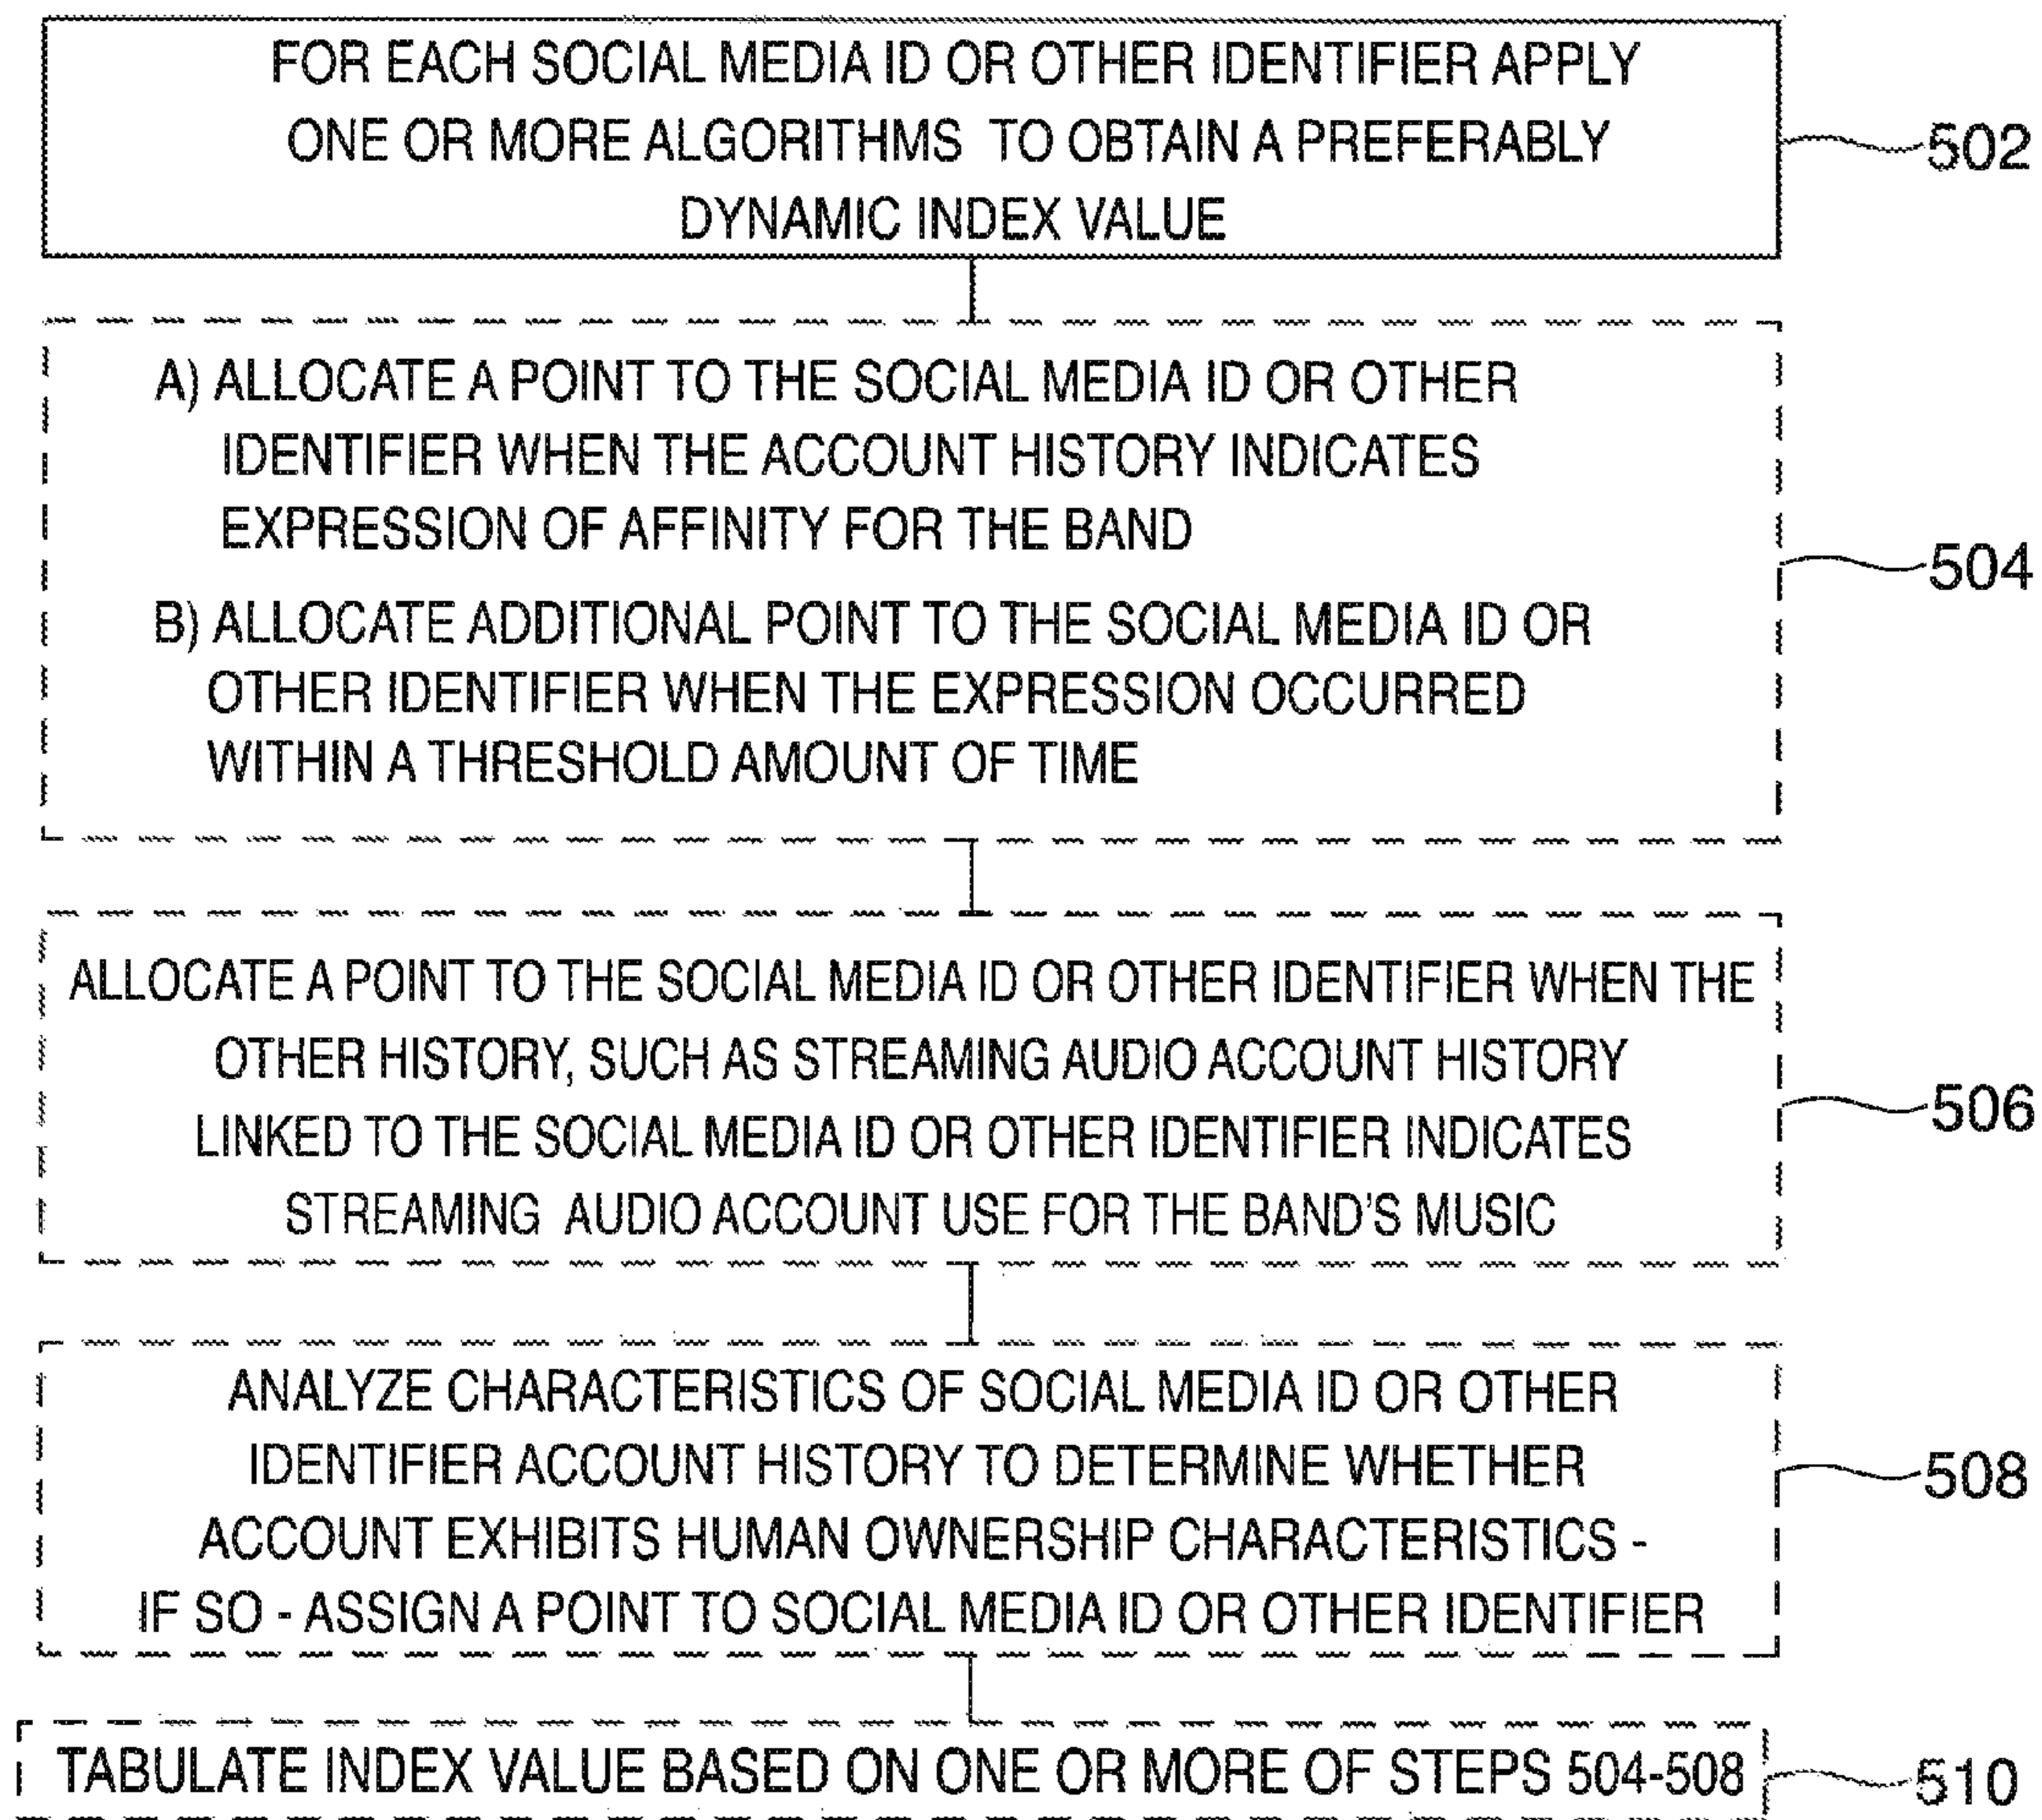 FOR EACH SOCIAL MEDIA ID OR OTHER IDENTIFIER APPLY
ONE OR MORE ALGORITHMS TO OBTAIN A PREFERABLY
DYNAMIC INDEX VALUE
502
A) ALLOCATE A POINT TO THE SOCIAL MEDIA ID OR OTHER
IDENTIFIER WHEN THE ACCOUNT HISTORY INDICATES
EXPRESSION OF AFFINITY FOR THE BAND
B) ALLOCATE ADDITIONAL POINT TO THE SOCIAL MEDIA ID OR
OTHER IDENTIFIER WHEN THE EXPRESSION OCCURRED
WITHIN A THRESHOLD AMOUNT OF TIME
504
ALLOCATE A POINT TO THE SOCIAL MEDIA ID OR OTHER IDENTIFIER WHEN THE
OTHER HISTORY, SUCH AS STREAMING AUDIO ACCOUNT HISTORY
LINKED TO THE SOCIAL MEDIA ID OR OTHER IDENTIFIER INDICATES
STREAMING AUDIO ACCOUNT USE FOR THE BAND'S MUSIC
506
ANALYZE CHARACTERISTICS OF SOCIAL MEDIA ID OR OTHER
IDENTIFIER ACCOUNT HISTORY TO DETERMINE WHETHER
ACCOUNT EXHIBITS HUMAN OWNERSHIP CHARACTERISTICS -
IF SO - ASSIGN A POINT TO SOCIAL MEDIA ID OR OTHER IDENTIFIER
508
TABULATE INDEX VALUE BASED ON ONE OR MORE OF STEPS 504-508
510